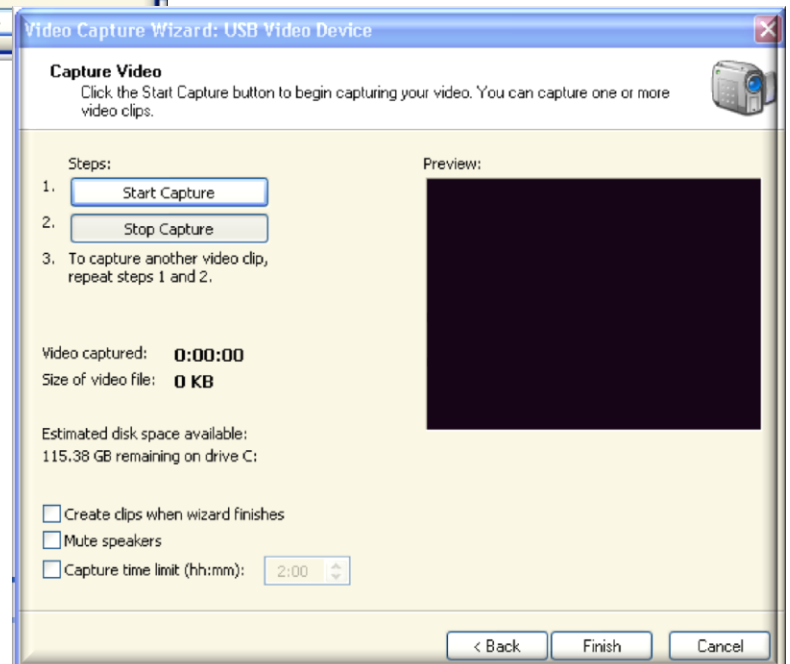 Video Capture Wizard: USB Video Device
Capture Video
Click the Start Capture button to begin capturing your video. You can capture one or more
video clips.
Steps:
1. Start Capture
2. Stop Capture
3. To capture another video clip,
repeat steps 1 and 2.
Preview:
Video captured: 0:00:00
Size of video file: 0 KB
Estimated disk space available:
115.38 GB remaining on drive C:
Create clips when wizard finishes
Mute speakers
Capture time limit (hh:mm): 2:00
< Back Finish Cancel